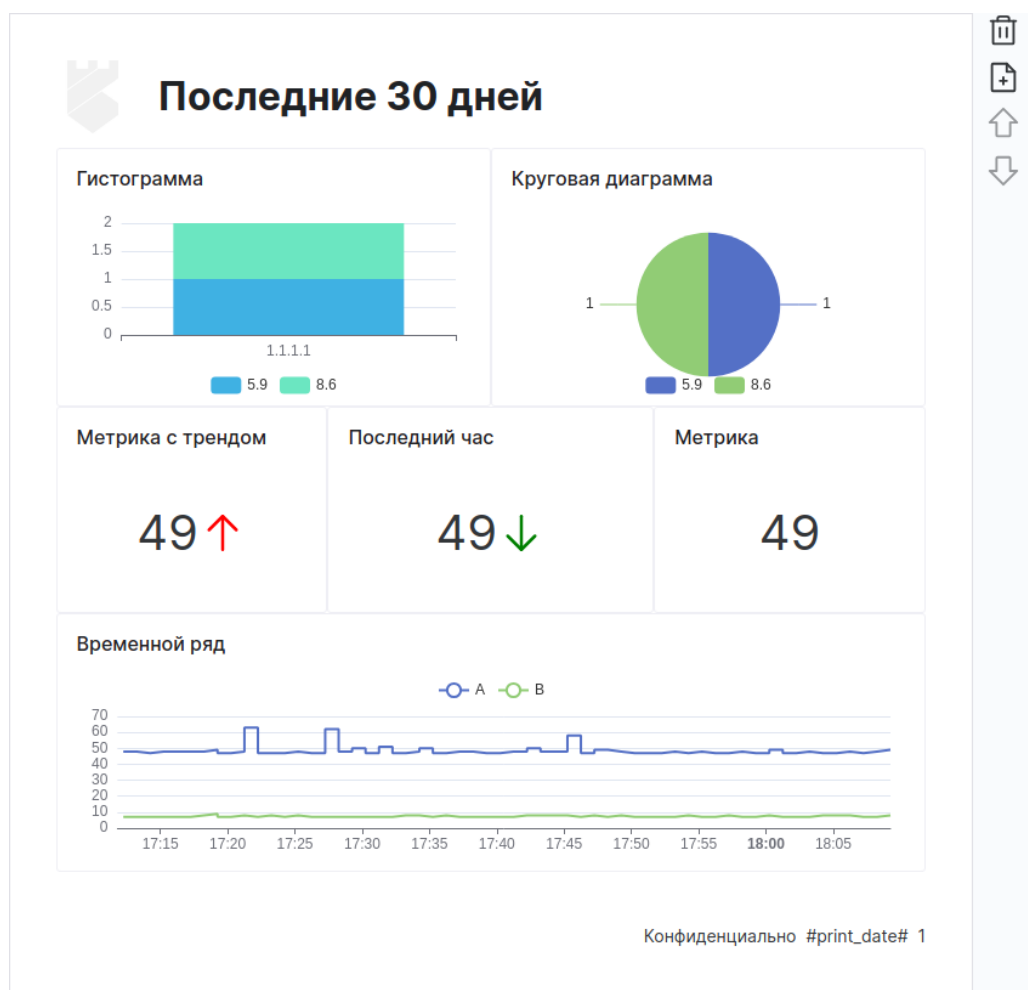 Последние 30 дней
Гистограмма
2
1.5
1
0.5
0
1.1.1.1
5.9 8.6
Круговая диаграмма
1 1
5.9 8.6
Метрика с трендом
49
Последний час
49
Метрика
49
Временной ряд
A B
70
60
50
40
30
20
10
0
17:15 17:20 17:25 17:30 17:35 17:40 17:45 17:50 17:55 18:00 18:05
Конфиденциально #print_date# 1